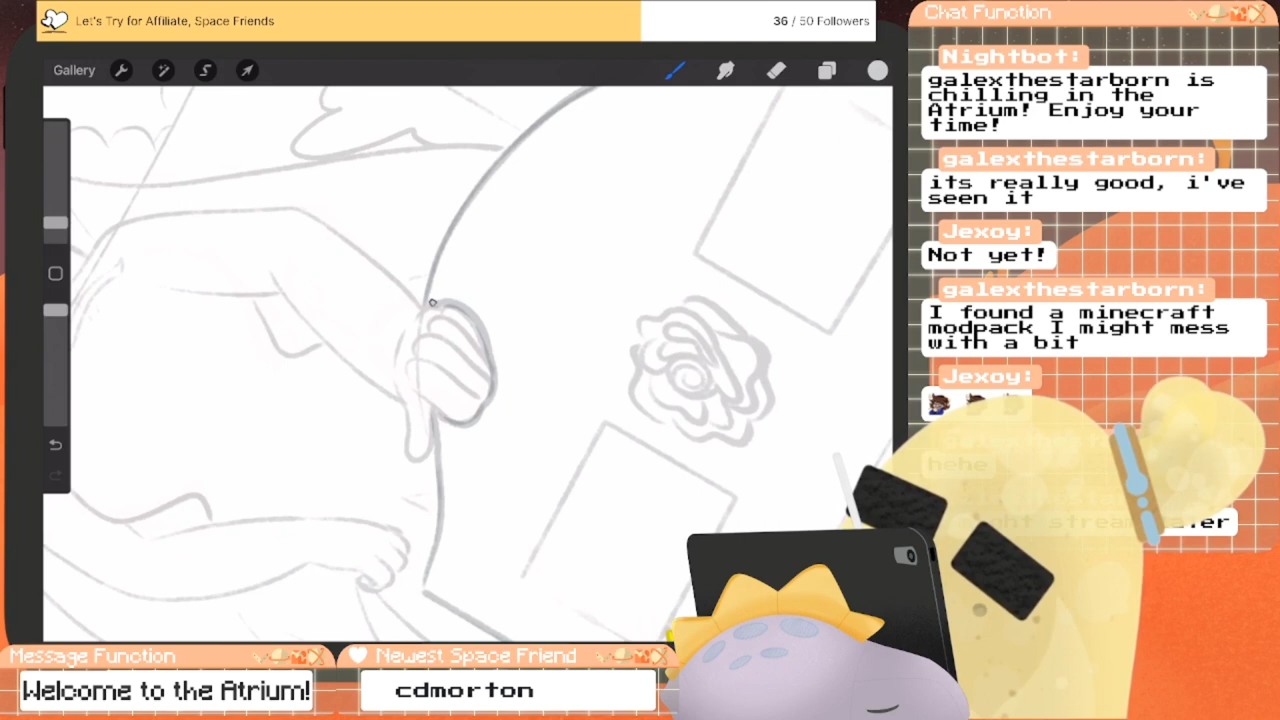 Let's Try for Affiliate, Space Friends
36 / 50 Followers
Gallery
Chat Function
Nightbot:
galexthestarborn is
chilling in the
Atrium! Enjoy your
time!
galexthestarborn:
its really good, i've
seen it
Jexoy:
Not yet!
galexthestarborn:
I found a minecraft
modpack I might mess
with a bit
Jexoy:
hehe
Message Function
Welcome to the Atrium!
Newest Space Friend
cdmorton